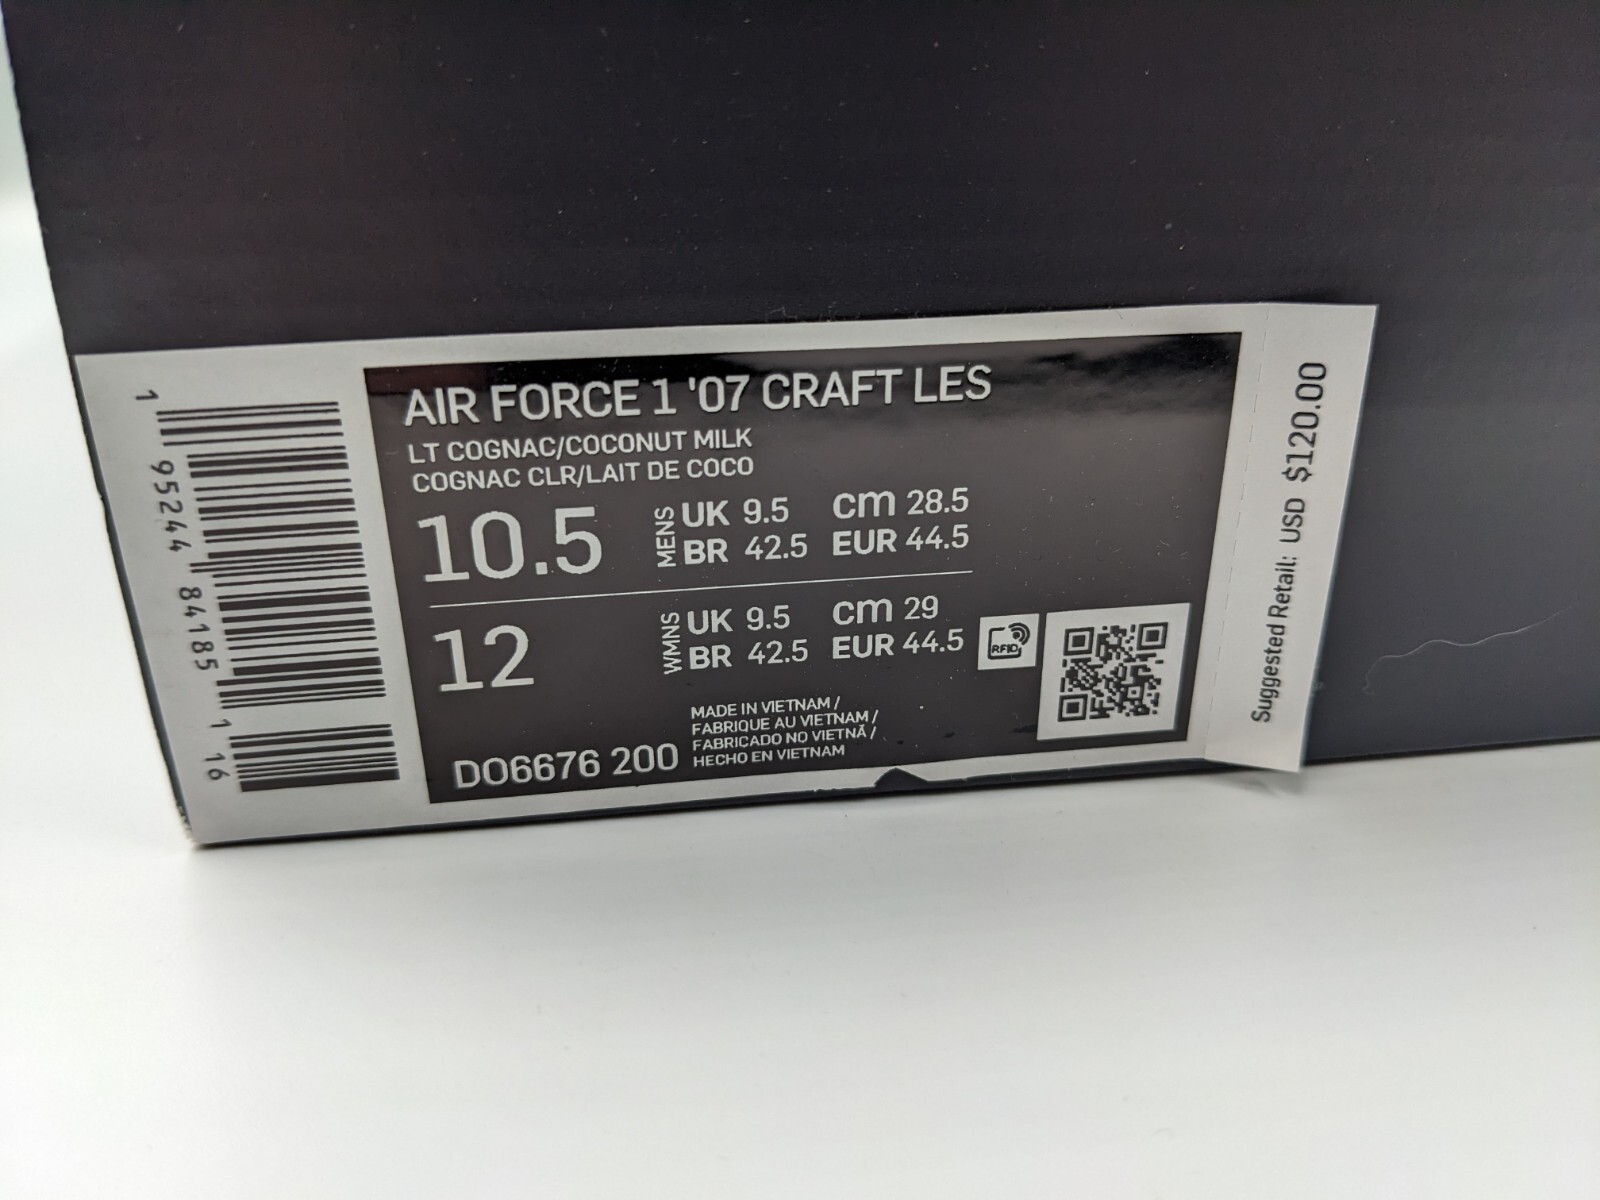 AIR FORCE 1 '07 CRAFT LES
LT COGNAC/COCONUT MILK
COGNAC CLR/LAIT DE COCO
10.5 MENS UK 9.5 cm 28.5
BR 42.5 EUR 44.5
12 WMNS UK 9.5 cm 29
BR 42.5 EUR 44.5
RFID
MADE IN VIETNAM /
FABRIQUE AU VIETNAM /
FABRICADO NO VIETNÃ /
HECHO EN VIETNAM
DO6676 200
1 95244 84185 1 16
Suggested Retail: USD $120.00